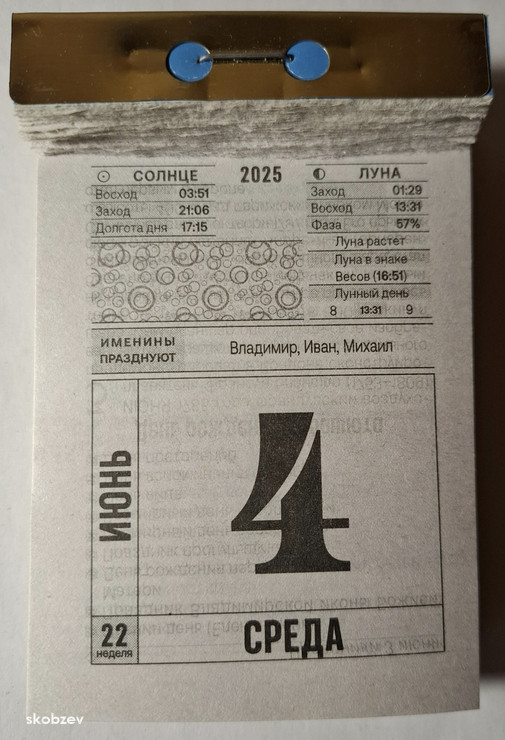 СОЛНЦЕ
Восход 03:51
Заход 21:06
Долгота дня 17:15
2025
ЛУНА
Заход 01:29
Восход 13:31
Фаза 57%
Луна растет
Луна в знаке
Весов (16:51)
Лунный день
8 13:31 9
ИМЕНИНЫ
ПРАЗДНУЮТ
Владимир, Иван, Михаил
ИЮНЬ
4
22
неделя
СРЕДА
skobzev